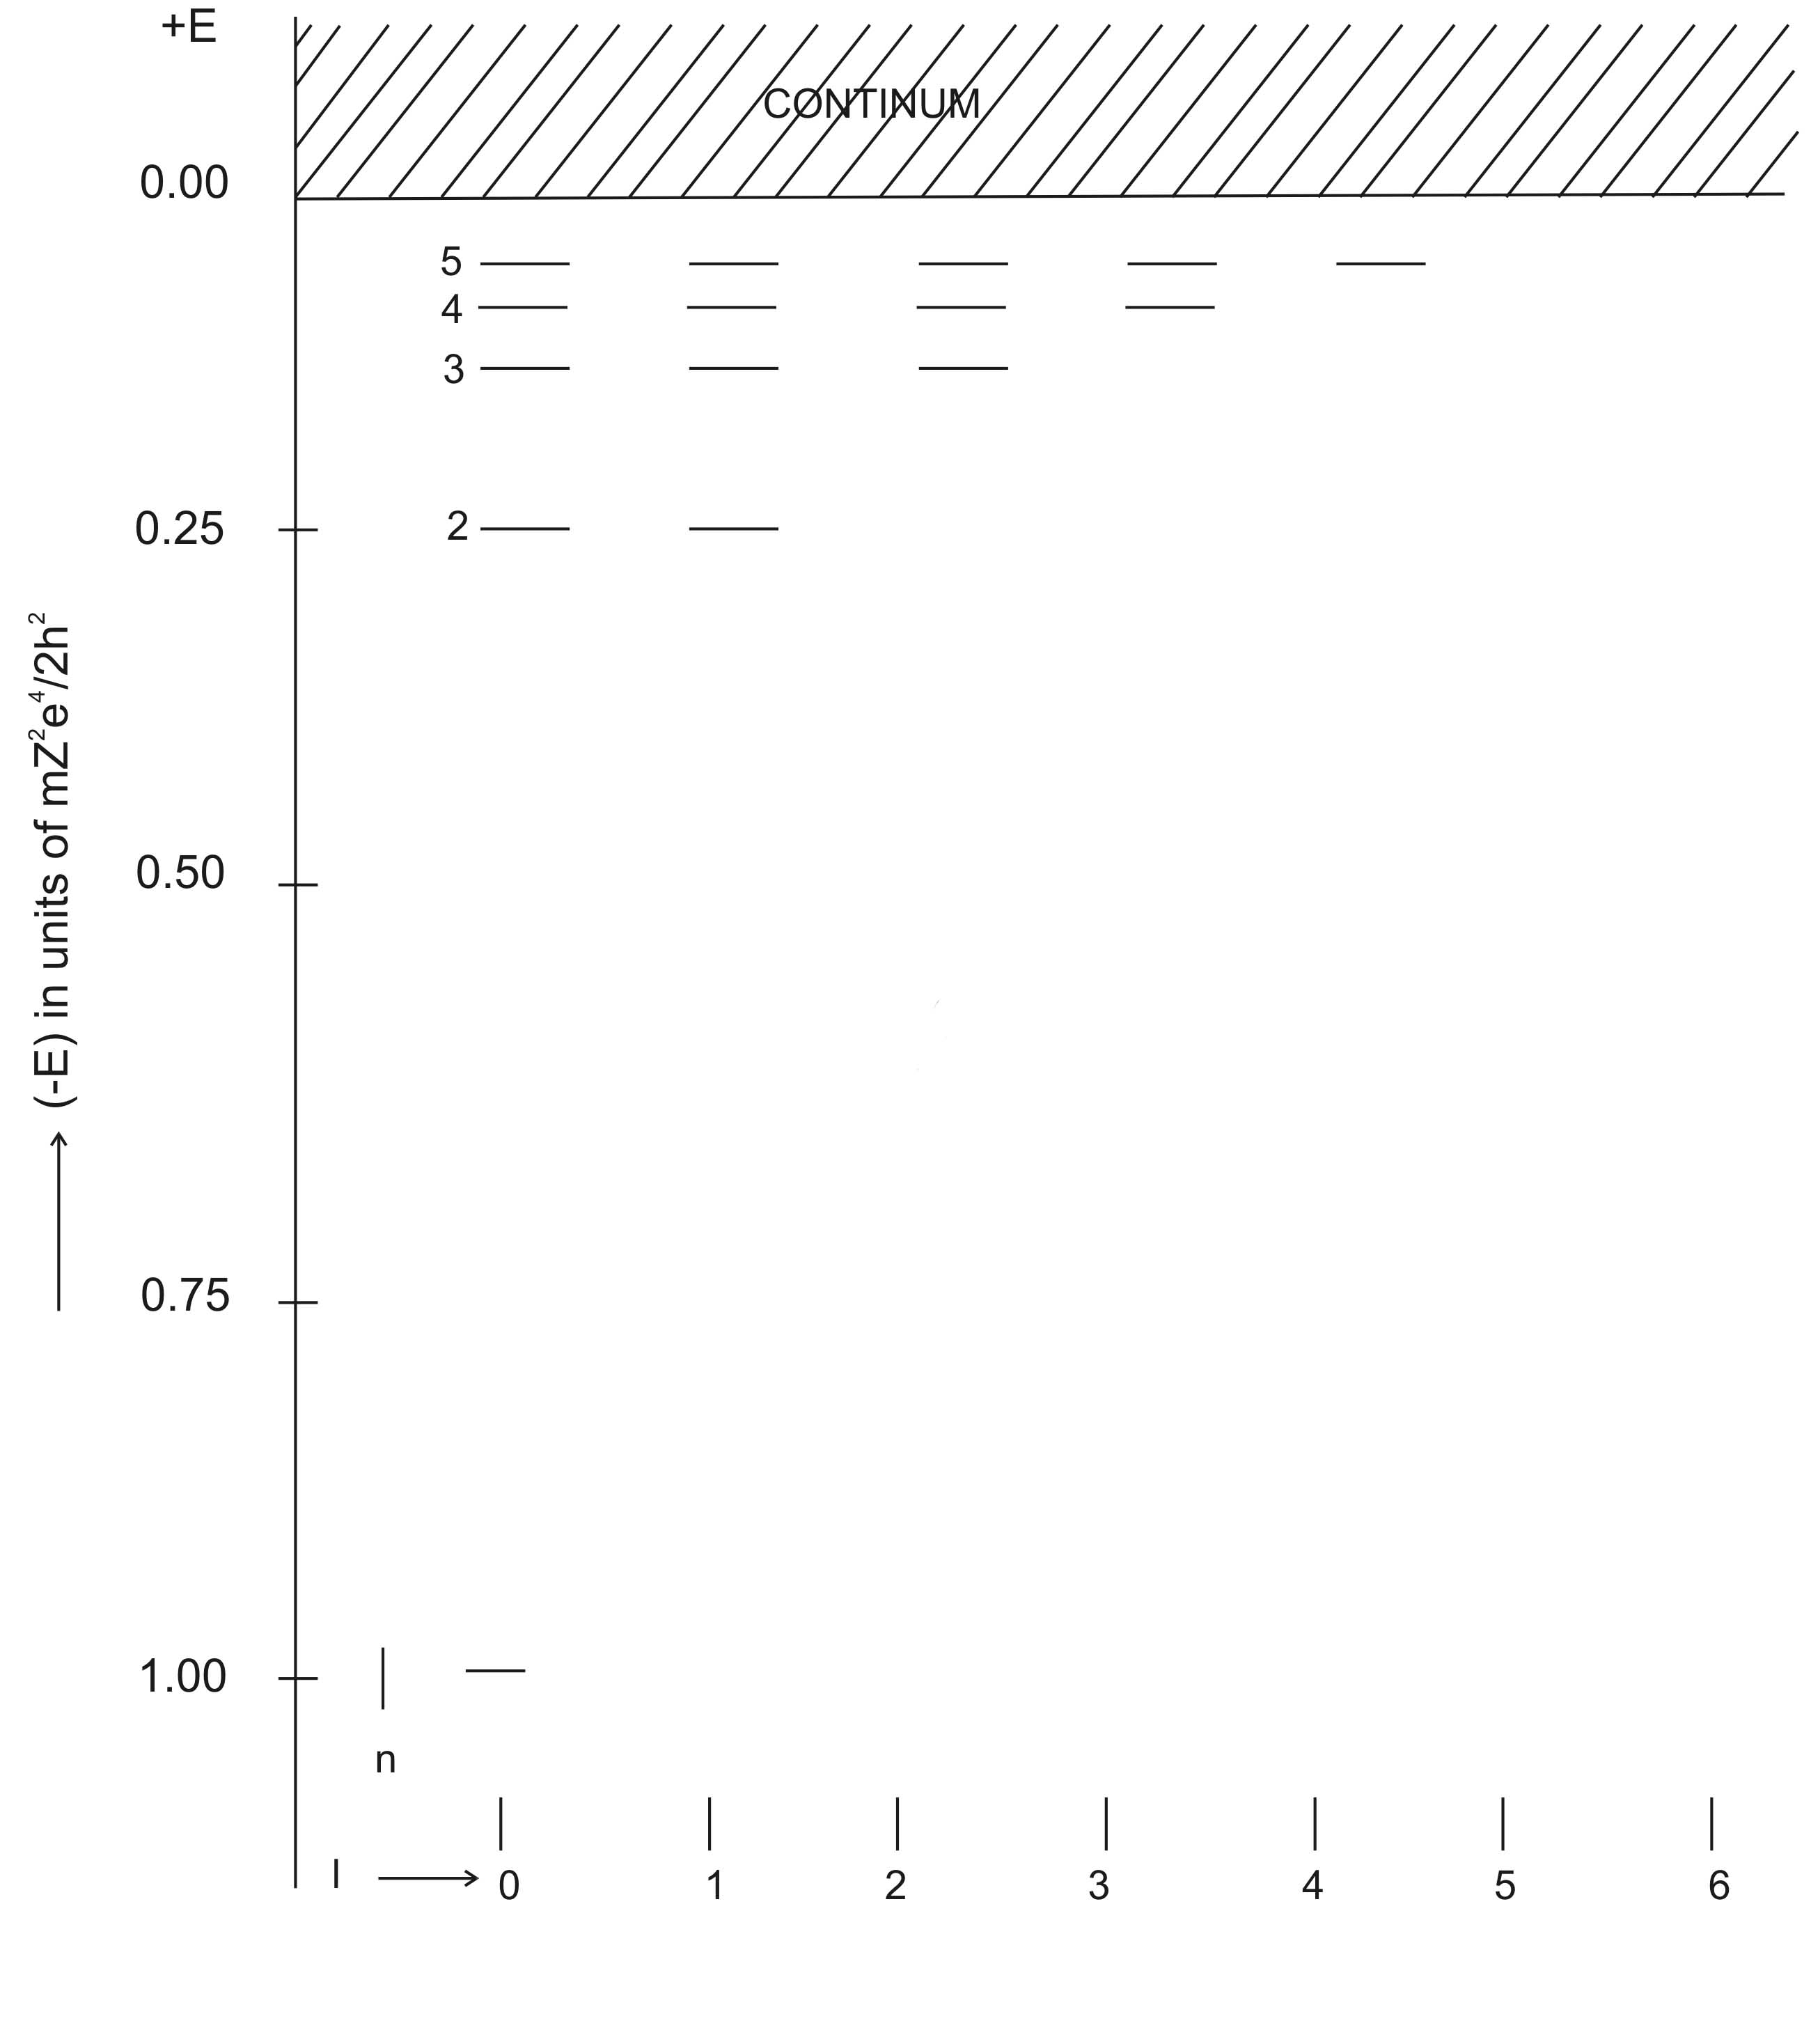 +E
CONTINUM
0.00
5
4
3
0.25
2
(-E) in units of mZ²e⁴/2h²
0.50
0.75
1.00
n
l
0 1 2 3 4 5 6